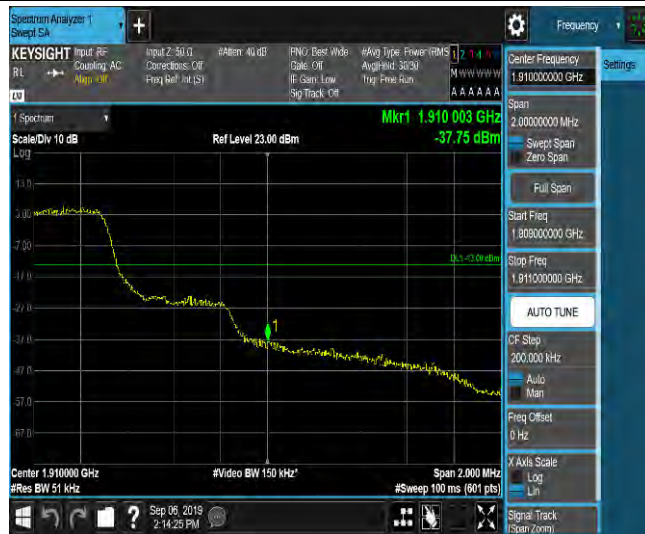 Spectrum Analyzer 1
Swept SA
Frequency
KEYSIGHT
RL
Input: RF
Coupling: AC
Align: Off
Input Z: 50 Ω
Corrections: Off
Freq Ref: Int (S)
#Atten: 40 dB
PNO: Best Wide
Gate: Off
IF Gain: Low
Sig Track: Off
#Avg Type: Power (RMS
Avg|Hold: 30/30
Trig: Free Run
M W W W W W
A A A A A A
LW
1 Spectrum
Scale/Div 10 dB
Log
Ref Level 23.00 dBm
Mkr1 1.910 003 GHz
-37.75 dBm
13.0
3.00
-7.00
DL1 -13.00 dBm
-17.0
-27.0
1
-37.0
-47.0
-57.0
-67.0
Center 1.910000 GHz
#Res BW 51 kHz
#Video BW 150 kHz*
Span 2.000 MHz
#Sweep 100 ms (601 pts)
Sep 06, 2019
2:14:25 PM
Center Frequency
1.910000000 GHz
Settings
Span
2.00000000 MHz
Swept Span
Zero Span
Full Span
Start Freq
1.909000000 GHz
Stop Freq
1.911000000 GHz
AUTO TUNE
CF Step
200.000 kHz
Auto
Man
Freq Offset
0 Hz
X Axis Scale
Log
Lin
Signal Track
(Span Zoom)